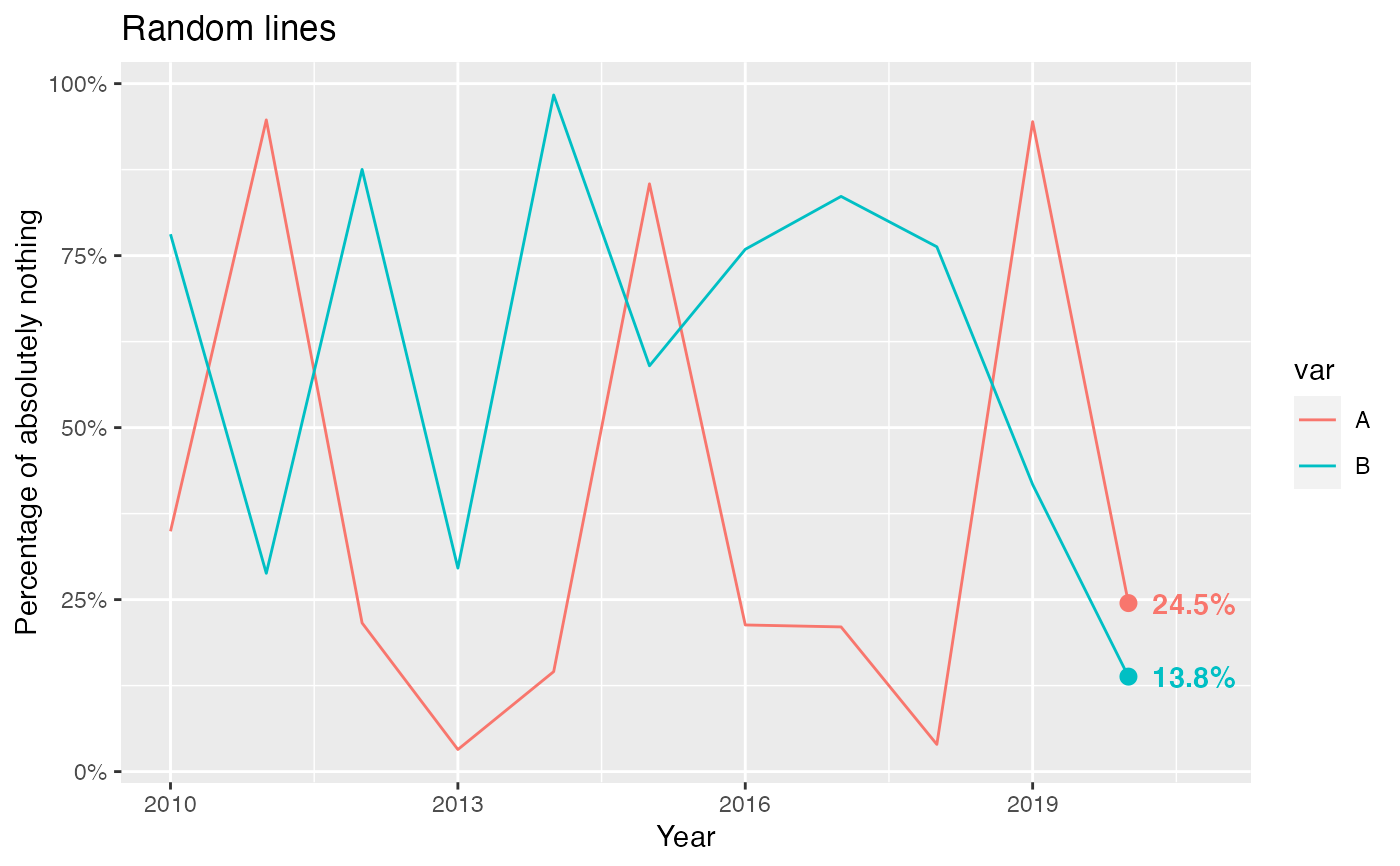 Random lines
100%
75%
50%
25%
0%
Percentage of absolutely nothing
2010
2013
2016
2019
Year
24.5%
13.8%
var
A
B